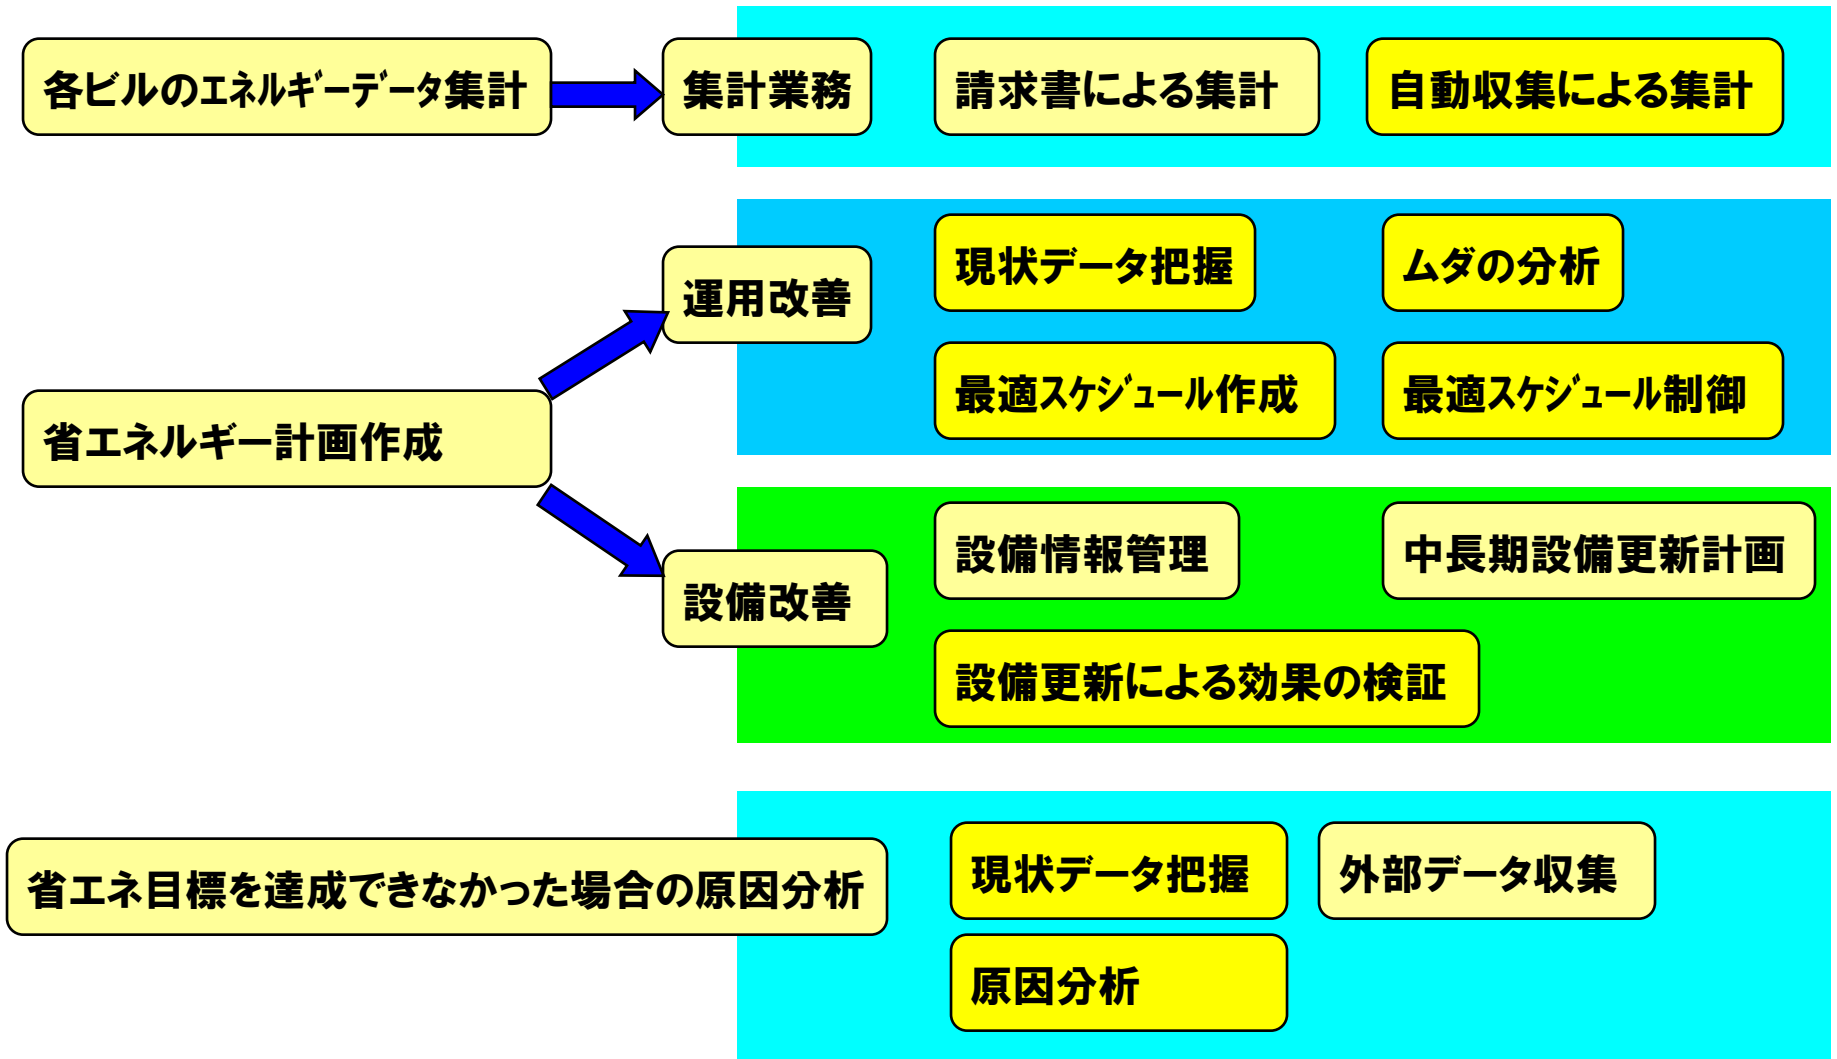 各ビルのｴﾈﾙｷﾞｰﾃﾞｰﾀ集計
集計業務
請求書による集計
自動収集による集計
現状データ把握
ムダの分析
運用改善
最適ｽｹｼﾞｭｰﾙ作成
最適ｽｹｼﾞｭｰﾙ制御
省エネルギー計画作成
設備情報管理
中長期設備更新計画
設備改善
設備更新による効果の検証
現状データ把握
外部データ収集
省エネ目標を達成できなかった場合の原因分析
原因分析